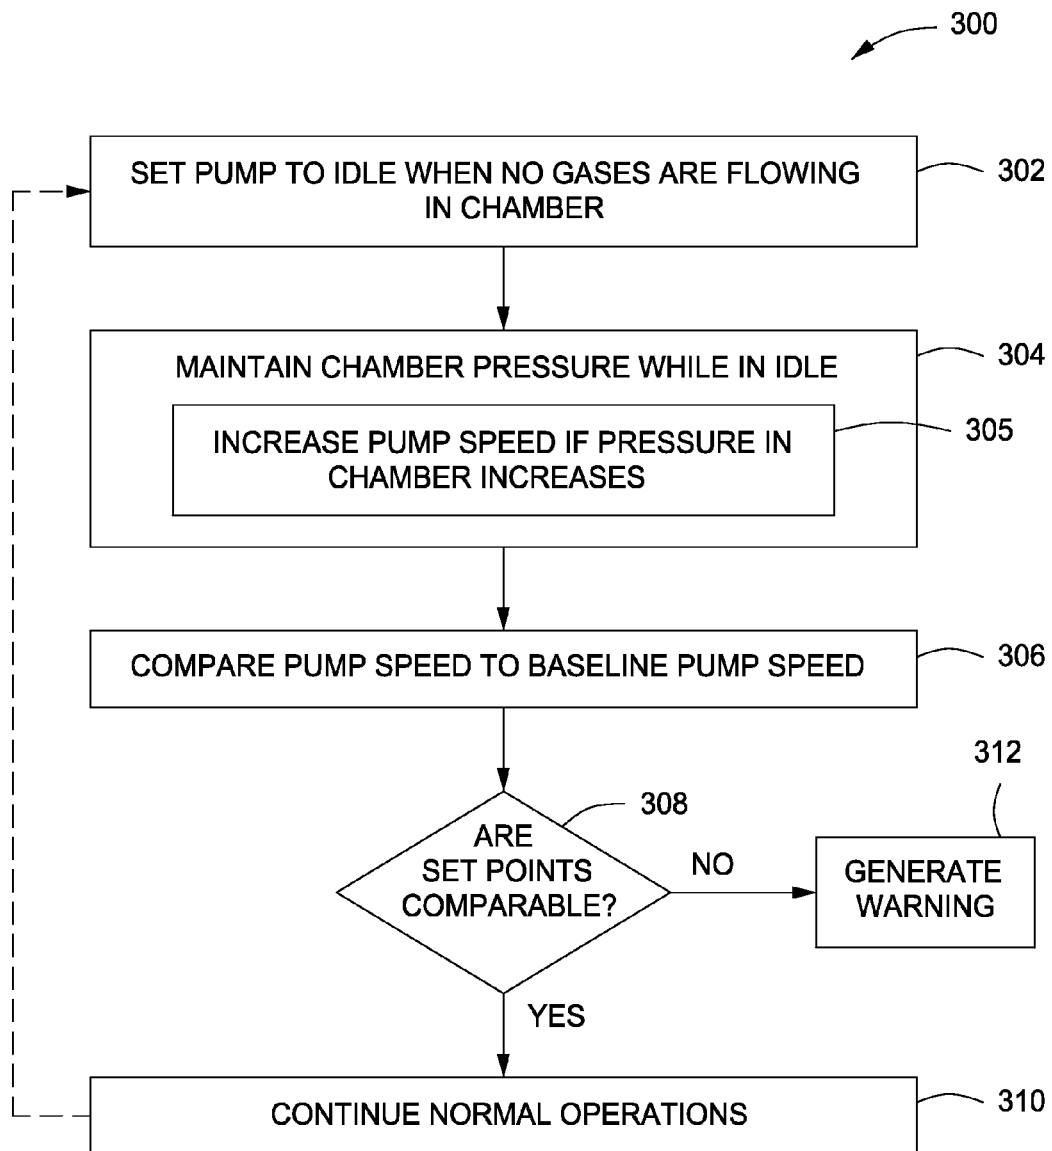 300
SET PUMP TO IDLE WHEN NO GASES ARE FLOWING
IN CHAMBER
302
MAINTAIN CHAMBER PRESSURE WHILE IN IDLE
304
INCREASE PUMP SPEED IF PRESSURE IN
CHAMBER INCREASES
305
COMPARE PUMP SPEED TO BASELINE PUMP SPEED
306
ARE
SET POINTS
COMPARABLE?
308
NO
312
GENERATE
WARNING
YES
CONTINUE NORMAL OPERATIONS
310